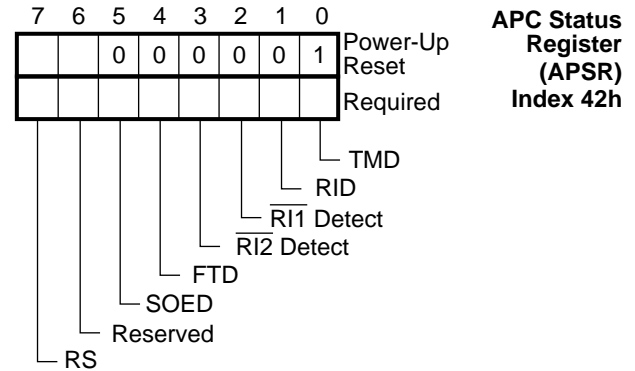 7 6 5 4 3 2 1 0
APC Status
Register
(APSR)
Index 42h
0 0 0 0 0 1
Power-Up
Reset
Required
TMD
RID
RI1 Detect
RI2 Detect
FTD
SOED
Reserved
RS